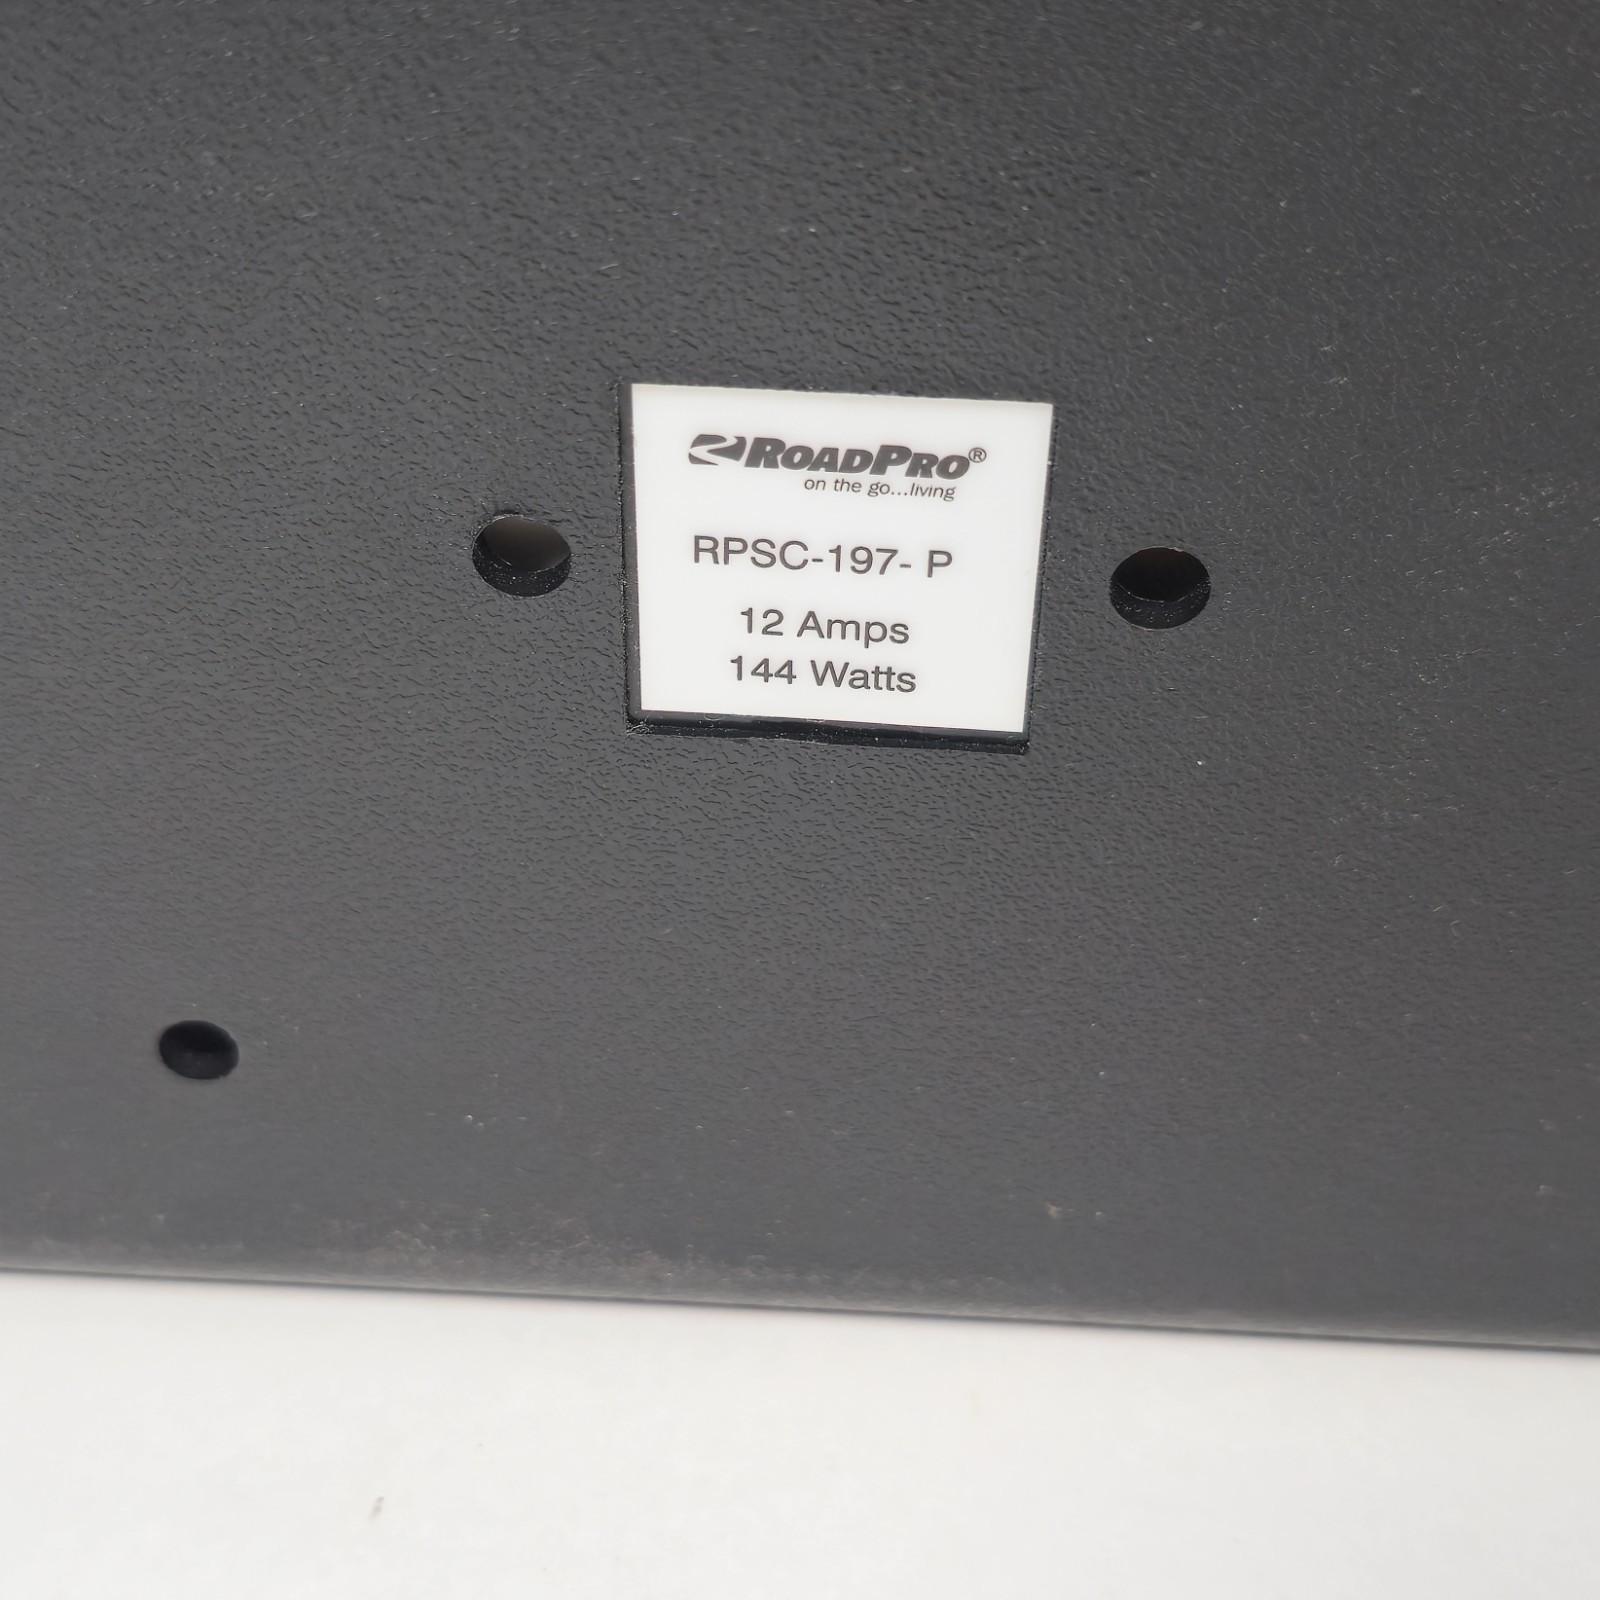 ROADPRO®
on the go...living
RPSC-197- P
12 Amps
144 Watts